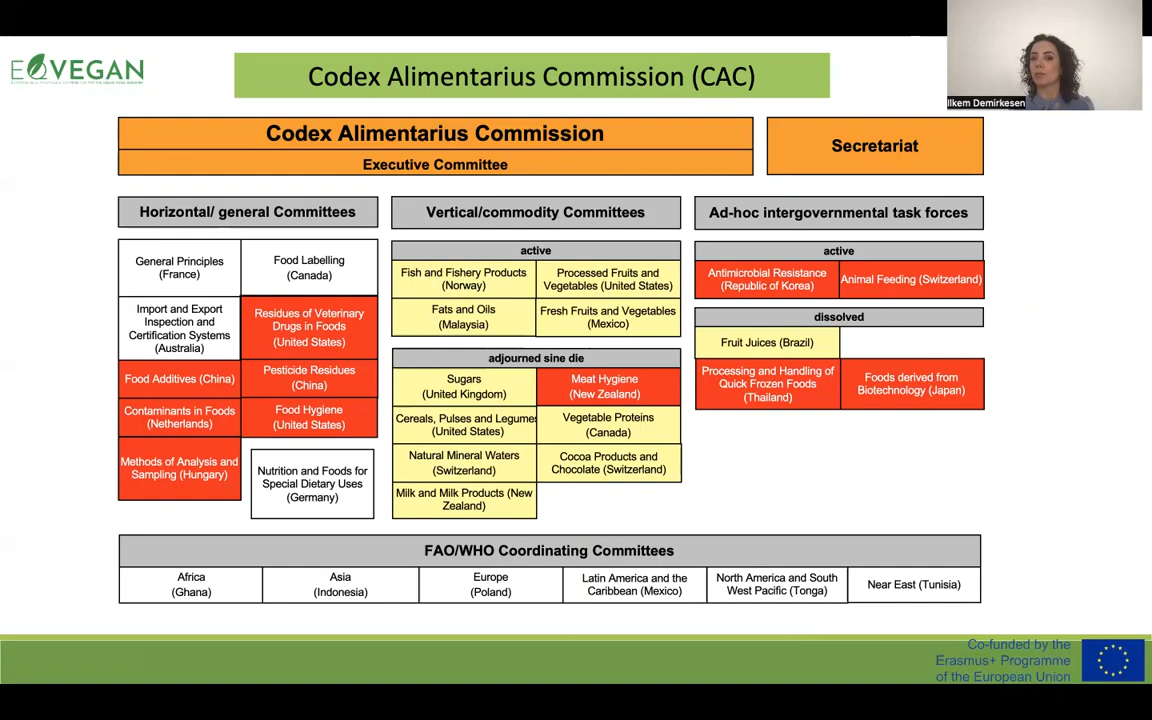 EQVEGAN
Codex Alimentarius Commission (CAC)
Ilkem Demirkesen
Codex Alimentarius Commission
Executive Committee
Secretariat
Horizontal/ general Committees
General Principles
(France)
Food Labelling
(Canada)
Import and Export
Inspection and
Certification Systems
(Australia)
Residues of Veterinary
Drugs in Foods
(United States)
Food Additives (China)
Pesticide Residues
(China)
Contaminants in Foods
(Netherlands)
Food Hygiene
(United States)
Methods of Analysis and
Sampling (Hungary)
Nutrition and Foods for
Special Dietary Uses
(Germany)
Vertical/commodity Committees
active
Fish and Fishery Products
(Norway)
Processed Fruits and
Vegetables (United States)
Fats and Oils
(Malaysia)
Fresh Fruits and Vegetables
(Mexico)
adjourned sine die
Sugars
(United Kingdom)
Meat Hygiene
(New Zealand)
Cereals, Pulses and Legumes
(United States)
Vegetable Proteins
(Canada)
Natural Mineral Waters
(Switzerland)
Cocoa Products and
Chocolate (Switzerland)
Milk and Milk Products (New
Zealand)
Ad-hoc intergovernmental task forces
active
Antimicrobial Resistance
(Republic of Korea)
Animal Feeding (Switzerland)
dissolved
Fruit Juices (Brazil)
Processing and Handling of
Quick Frozen Foods
(Thailand)
Foods derived from
Biotechnology (Japan)
FAO/WHO Coordinating Committees
Africa
(Ghana)
Asia
(Indonesia)
Europe
(Poland)
Latin America and the
Caribbean (Mexico)
North America and South
West Pacific (Tonga)
Near East (Tunisia)
Co-funded by the
Erasmus+ Programme
of the European Union